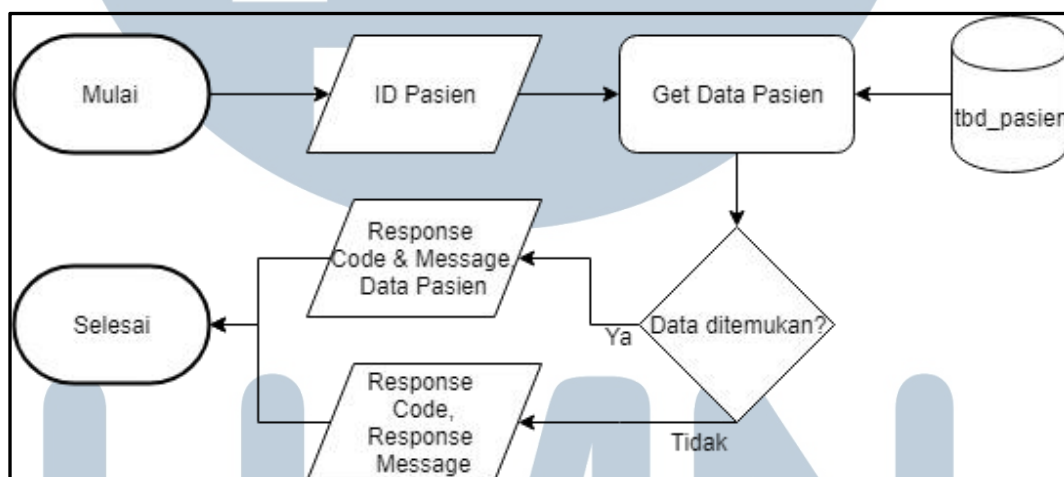 Mulai
ID Pasien
Get Data Pasien
tbd_pasien
Response
Code & Message,
Data Pasien
Selesai
Data ditemukan?
Ya
Response
Code,
Response
Message
Tidak